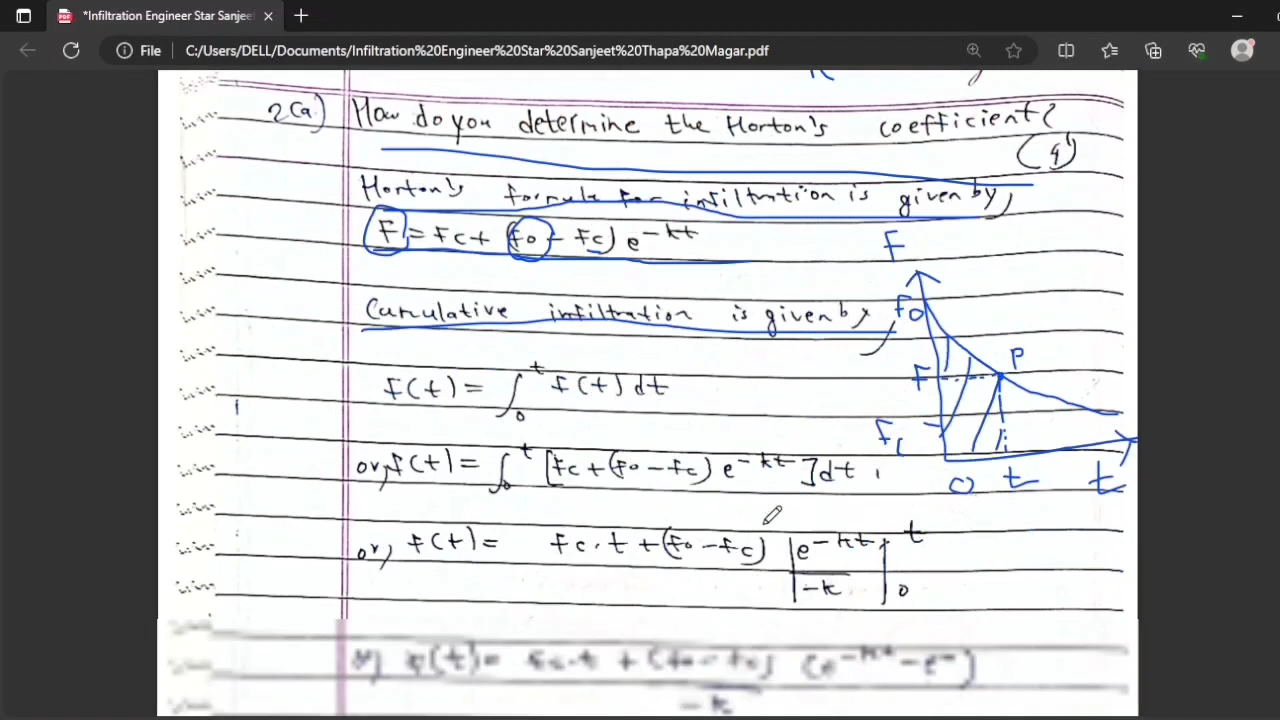 *Infiltration Engineer Star Sanjeet
File C:/Users/DELL/Documents/Infiltration%20Engineer%20Star%20Sanjeet%20Thapa%20Magar.pdf
2(a) How do you determine the Horton's coefficient?
(4)
Horton's formula for infiltration is given by,
F = fc + (fo - fc) e^-kt
F
Cumulative infiltration is given by,
fo
P
F
f(t) = ∫₀ᵗ f(t) dt
fc
or, f(t) = ∫₀ᵗ [fc + (fo - fc) e^-kt] dt
0 t t
or, f(t) = fc.t + (fo - fc) |e^-kt / -k|₀ᵗ